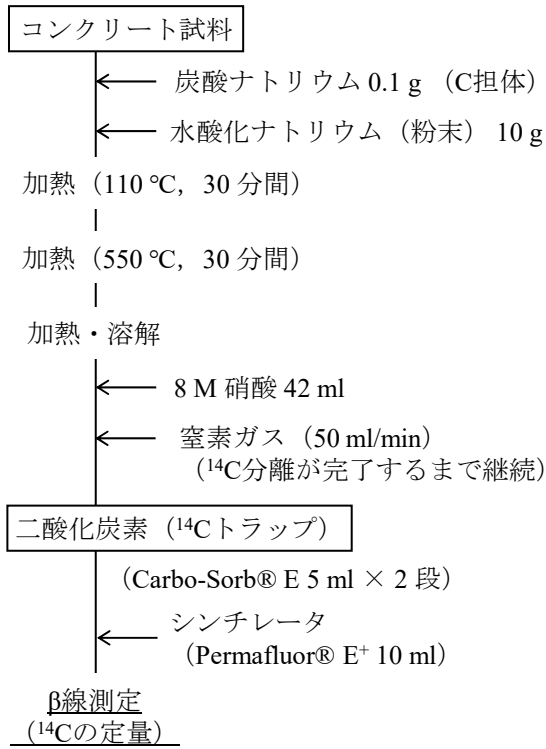 コンクリート試料
炭酸ナトリウム 0.1 g （C担体）
水酸化ナトリウム（粉末） 10 g
加熱（110 ℃，30 分間）
加熱（550 ℃，30 分間）
加熱・溶解
8 M 硝酸 42 ml
窒素ガス（50 ml/min）
（¹⁴C分離が完了するまで継続）
二酸化炭素（¹⁴Cトラップ）
（Carbo-Sorb® E 5 ml × 2 段）
シンチレータ
（Permafluor® E⁺ 10 ml）
β線測定
（¹⁴Cの定量）